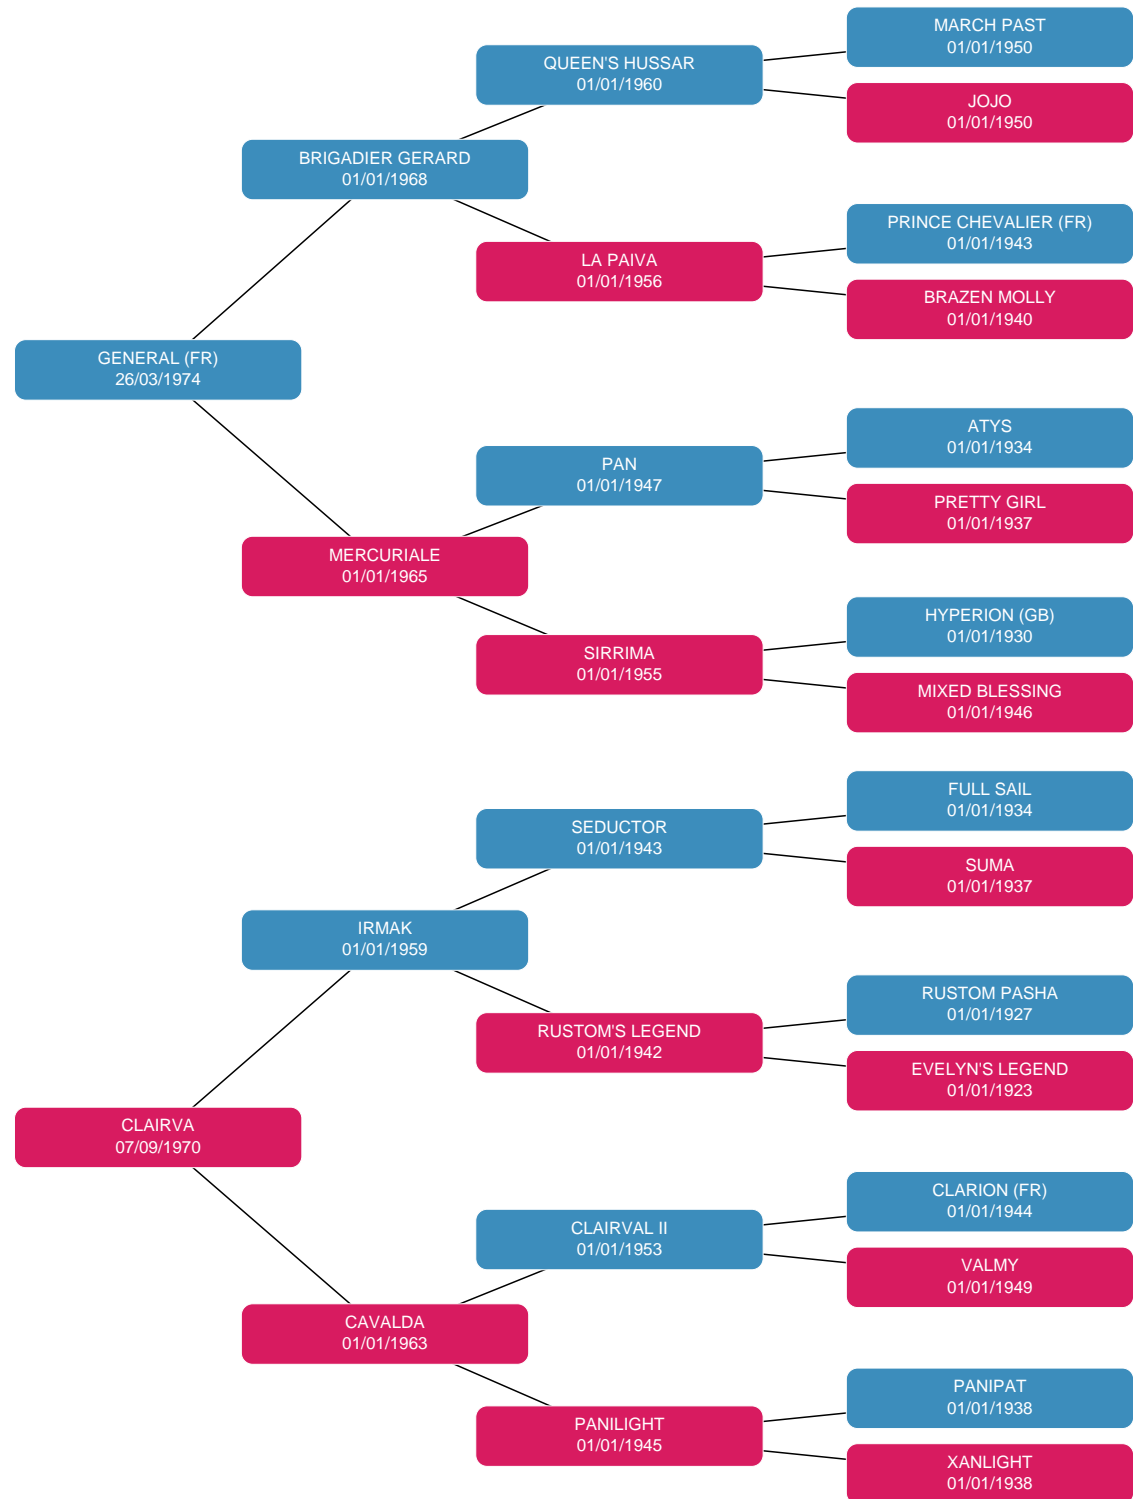 MARCH PAST
01/01/1950
QUEEN'S HUSSAR
01/01/1960
JOJO
01/01/1950
BRIGADIER GERARD
01/01/1968
PRINCE CHEVALIER (FR)
01/01/1943
LA PAIVA
01/01/1956
BRAZEN MOLLY
01/01/1940
GENERAL (FR)
26/03/1974
ATYS
01/01/1934
PAN
01/01/1947
PRETTY GIRL
01/01/1937
MERCURIALE
01/01/1965
HYPERION (GB)
01/01/1930
SIRRIMA
01/01/1955
MIXED BLESSING
01/01/1946
FULL SAIL
01/01/1934
SEDUCTOR
01/01/1943
SUMA
01/01/1937
IRMAK
01/01/1959
RUSTOM PASHA
01/01/1927
RUSTOM'S LEGEND
01/01/1942
EVELYN'S LEGEND
01/01/1923
CLAIRVA
07/09/1970
CLARION (FR)
01/01/1944
CLAIRVAL II
01/01/1953
VALMY
01/01/1949
CAVALDA
01/01/1963
PANIPAT
01/01/1938
PANILIGHT
01/01/1945
XANLIGHT
01/01/1938